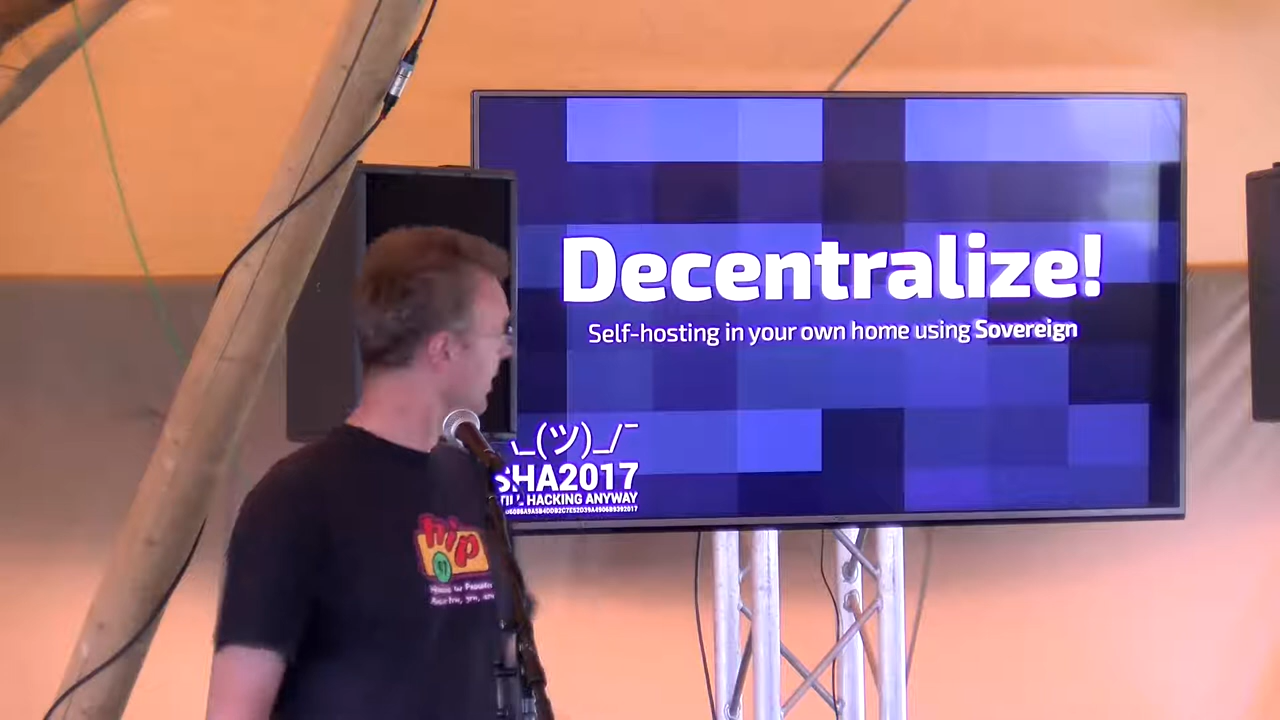 Decentralize!
Self-hosting in your own home using Sovereign
\_(ツ)_/¯
SHA2017
STILL HACKING ANYWAY
hip
97